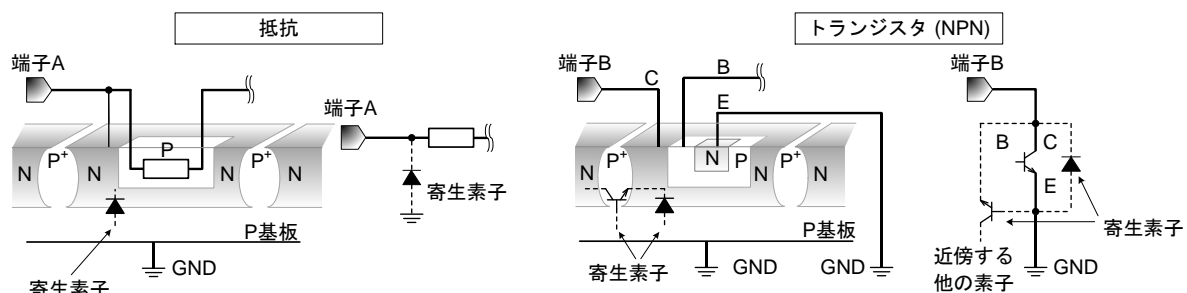 抵抗
トランジスタ (NPN)
端子A
端子A
P
N
P+
N
N
P+
N
寄生素子
P基板
GND
寄生素子
端子B
C
B
E
N
P+
N
N
P
N
P+
N
P基板
寄生素子
GND
GND
端子B
B
C
E
寄生素子
近傍する
他の素子
GND